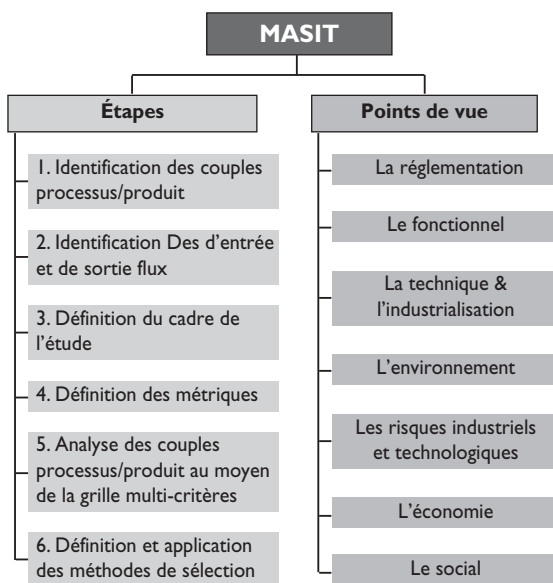 MASIT
Étapes
1. Identification des couples
processus/produit
2. Identification Des d'entrée
et de sortie flux
3. Définition du cadre de
l'étude
4. Définition des métriques
5. Analyse des couples
processus/produit au moyen
de la grille multi-critères
6. Définition et application
des méthodes de sélection
Points de vue
La réglementation
Le fonctionnel
La technique &
l'industrialisation
L'environnement
Les risques industriels
et technologiques
L'économie
Le social